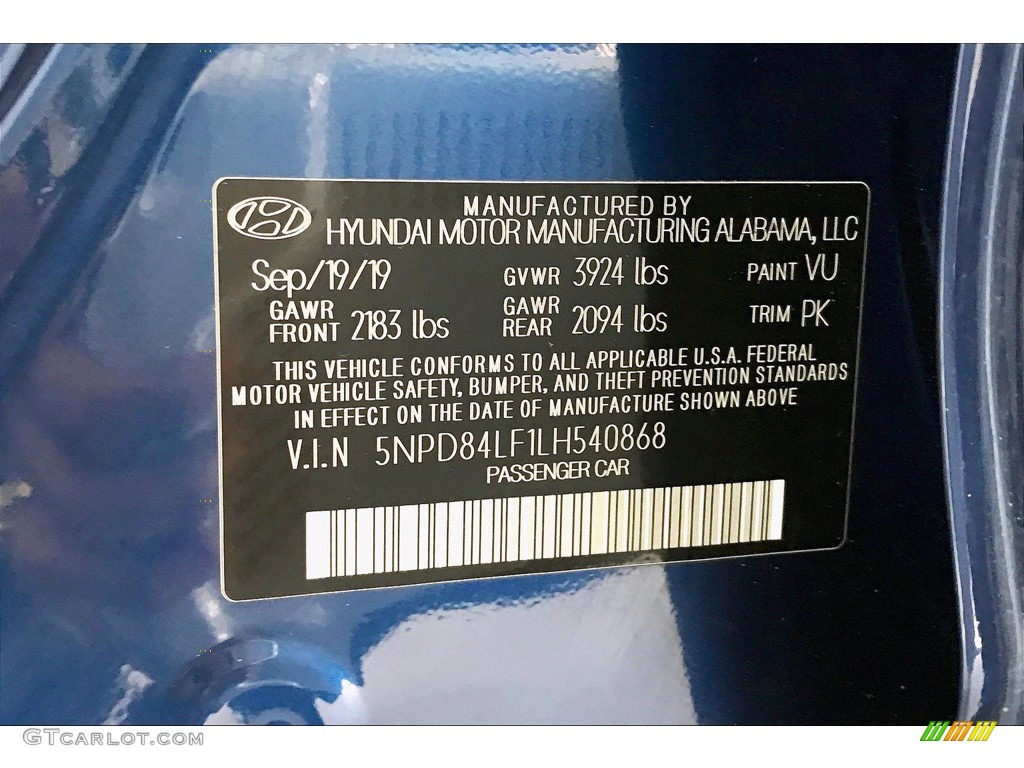 MANUFACTURED BY
HYUNDAI MOTOR MANUFACTURING ALABAMA, LLC
Sep/19/19 GVWR 3924 lbs PAINT VU
GAWR FRONT 2183 lbs GAWR REAR 2094 lbs TRIM PK
THIS VEHICLE CONFORMS TO ALL APPLICABLE U.S.A. FEDERAL
MOTOR VEHICLE SAFETY, BUMPER, AND THEFT PREVENTION STANDARDS
IN EFFECT ON THE DATE OF MANUFACTURE SHOWN ABOVE
V.I.N 5NPD84LF1LH540868
PASSENGER CAR
GTCARLOT.COM